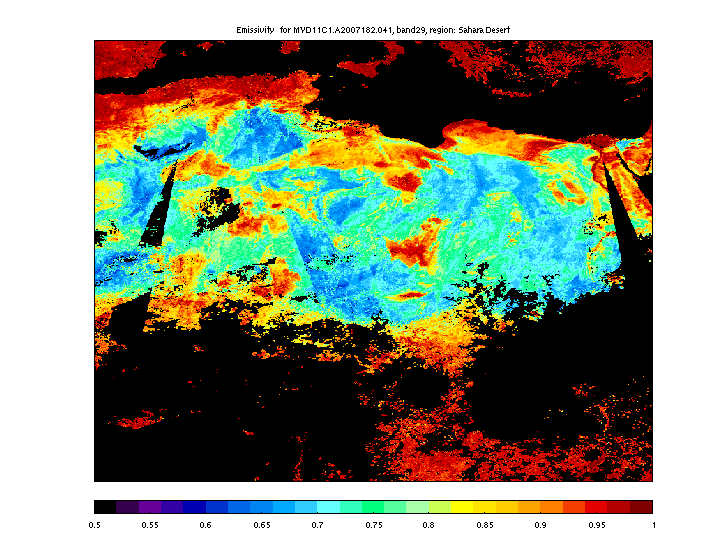 Emissivity for MYD11C1.A2007182.041, band29, region: Sahara Desert
0.5 0.55 0.6 0.65 0.7 0.75 0.8 0.85 0.9 0.95 1